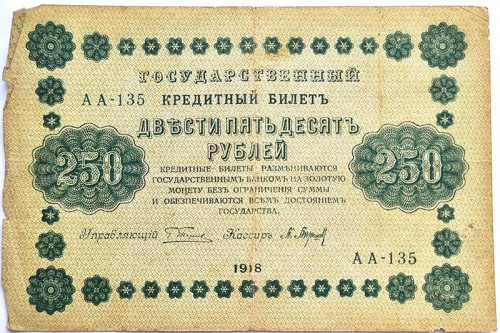 ГОСУДАРСТВЕННЫЙ
АА-135 КРЕДИТНЫЙ БИЛЕТЪ
ДВѢСТИ ПЯТЬДЕСЯТЪ
РУБЛЕЙ
250 250
КРЕДИТНЫЕ БИЛЕТЫ РАЗМѢНИВАЮТСЯ
ГОСУДАРСТВЕННЫМЪ БАНКОМЪ НА ЗОЛОТУЮ
МОНЕТУ БЕЗЪ ОГРАНИЧЕНІЯ СУММЫ
И ОБЕЗПЕЧИВАЮТСЯ ВСѢМЪ ДОСТОЯНІЕМЪ
ГОСУДАРСТВА.
Управляющій Кассиръ
1918
АА-135